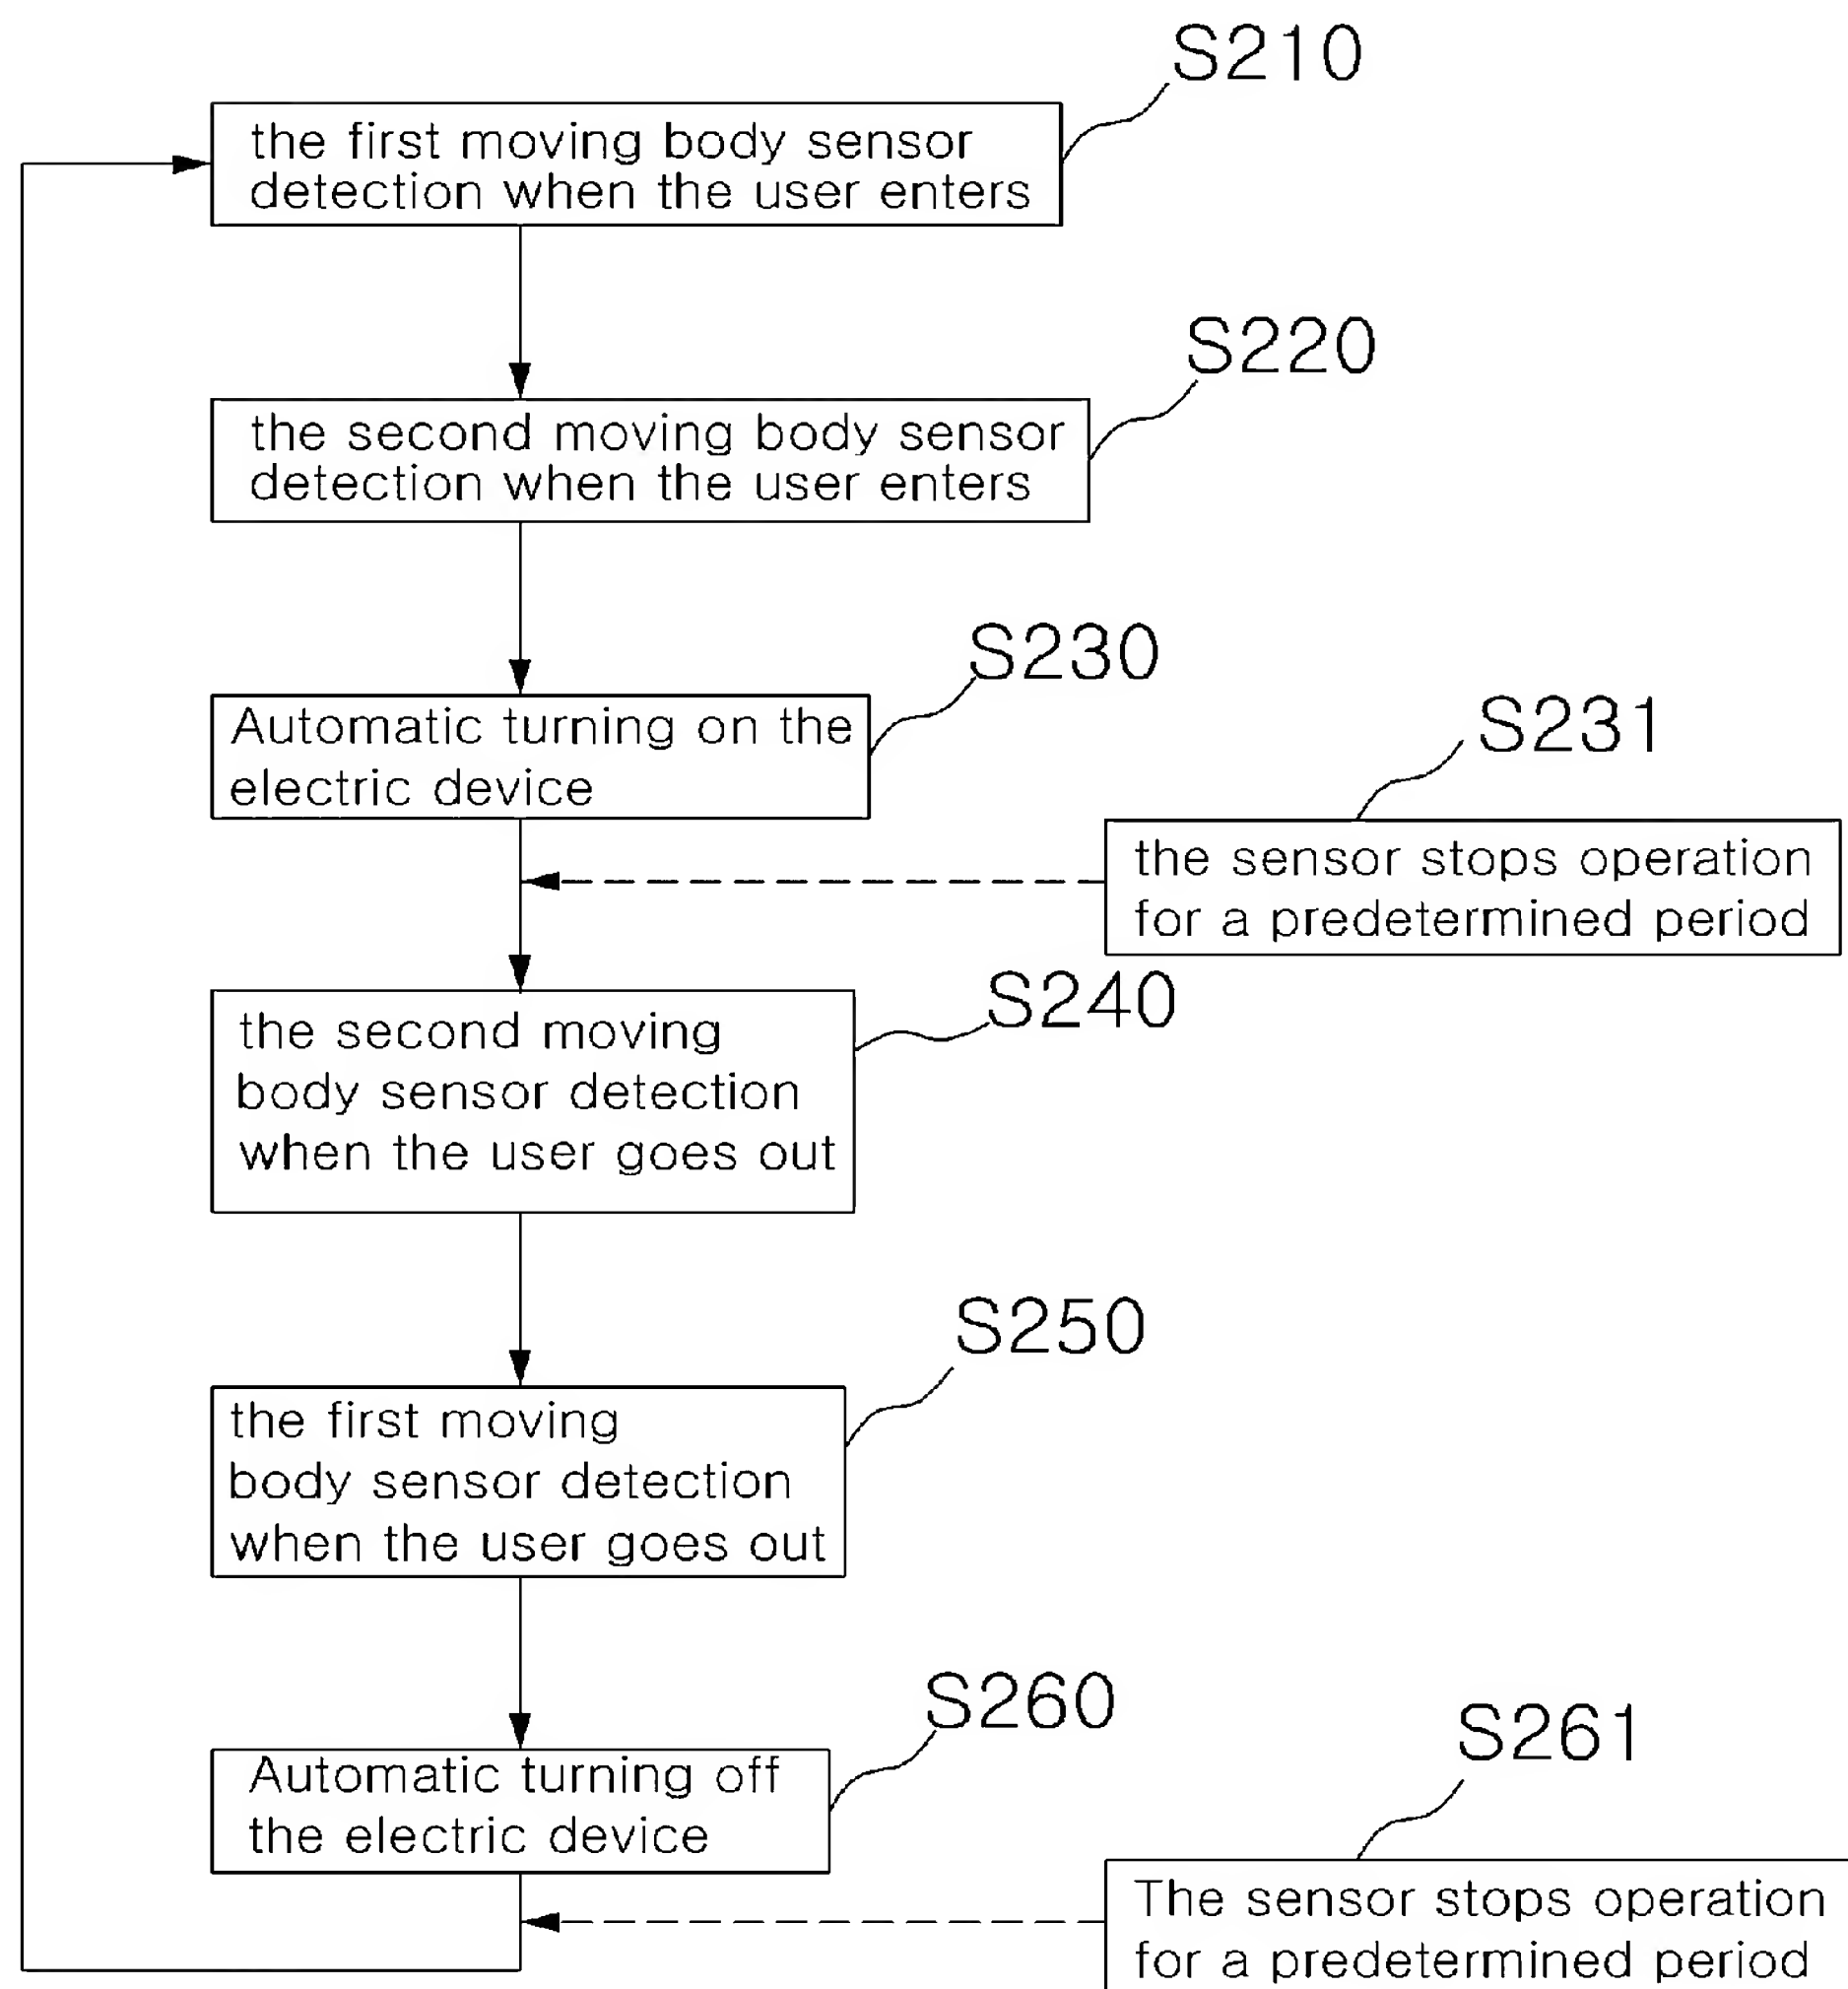 S210
the first moving body sensor
detection when the user enters
S220
the second moving body sensor
detection when the user enters
S230
Automatic turning on the
electric device
S231
the sensor stops operation
for a predetermined period
S240
the second moving
body sensor detection
when the user goes out
S250
the first moving
body sensor detection
when the user goes out
S260
Automatic turning off
the electric device
S261
The sensor stops operation
for a predetermined period